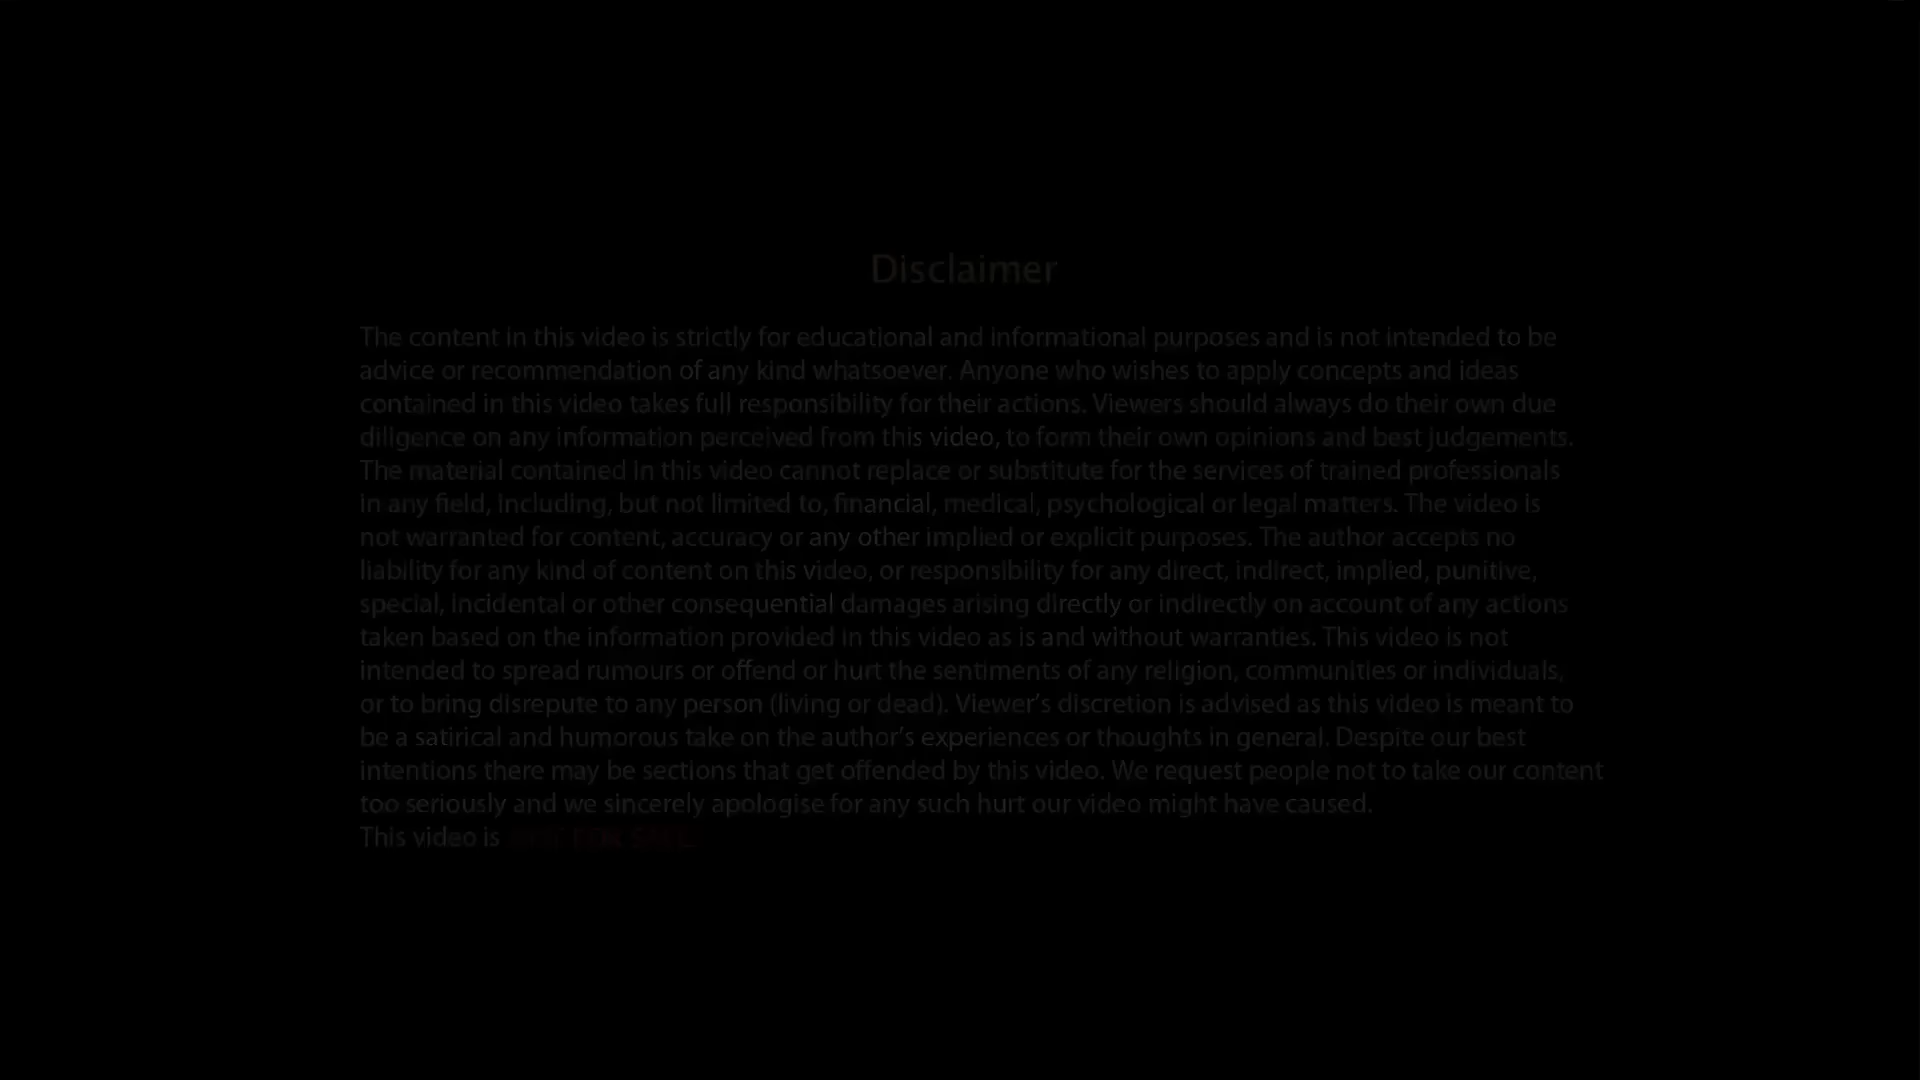 Disclaimer
The content in this video is strictly for educational and informational purposes and is not intended to be
advice or recommendation of any kind whatsoever. Anyone who wishes to apply concepts and ideas
contained in this video takes full responsibility for their actions. Viewers should always do their own due
diligence on any information perceived from this video, to form their own opinions and best judgements.
The material contained in this video cannot replace or substitute for the services of trained professionals
in any field, including, but not limited to, financial, medical, psychological or legal matters. The video is
not warranted for content, accuracy or any other implied or explicit purposes. The author accepts no
liability for any kind of content on this video, or responsibility for any direct, indirect, implied, punitive,
special, incidental or other consequential damages arising directly or indirectly on account of any actions
taken based on the information provided in this video as is and without warranties. This video is not
intended to spread rumours or offend or hurt the sentiments of any religion, communities or individuals,
or to bring disrepute to any person (living or dead). Viewer's discretion is advised as this video is meant to
be a satirical and humorous take on the author's experiences or thoughts in general. Despite our best
intentions there may be sections that get offended by this video. We request people not to take our content
too seriously and we sincerely apologise for any such hurt our video might have caused.
This video is